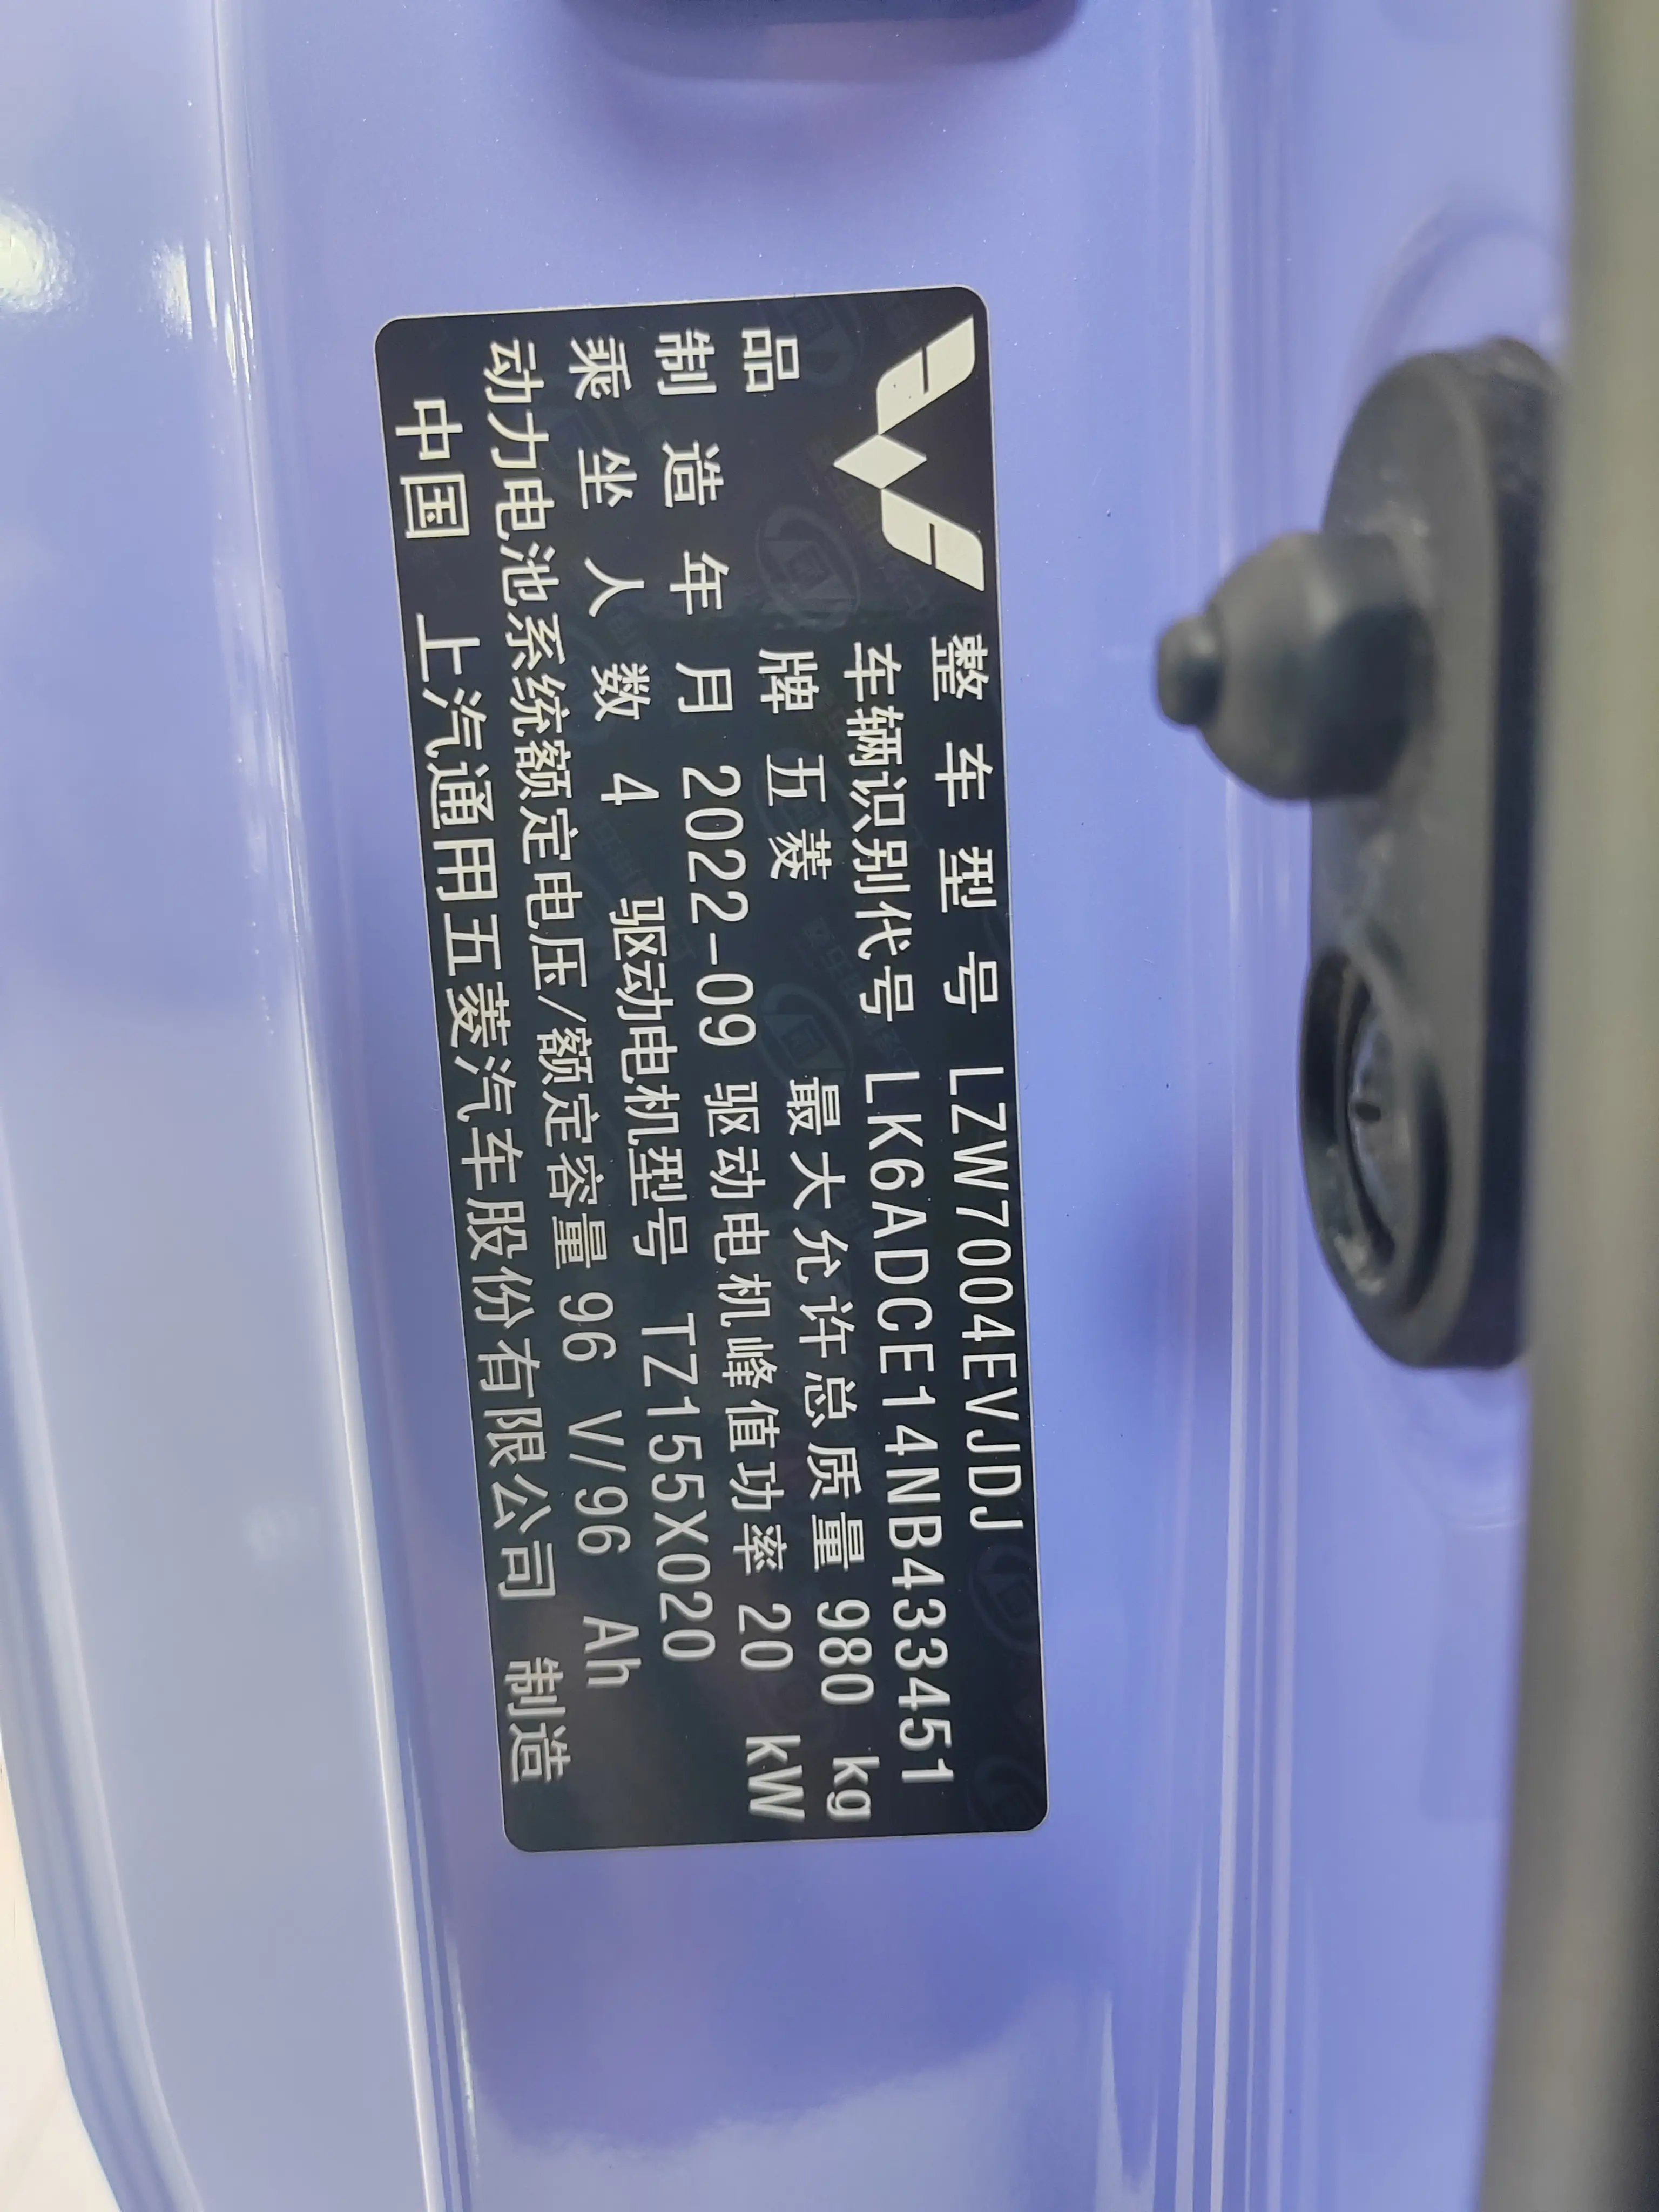 整车型号 LZW7004EVJDJ
车辆识别代号 LK6ADCE14NB433451
品牌 五菱 最大允许总质量 980 kg
制造年月 2022-09 驱动电机峰值功率 20 kW
乘坐人数 4 驱动电机型号 TZ155X020
动力电池系统额定电压/额定容量 96 V/96 Ah
中国 上汽通用五菱汽车股份有限公司 制造